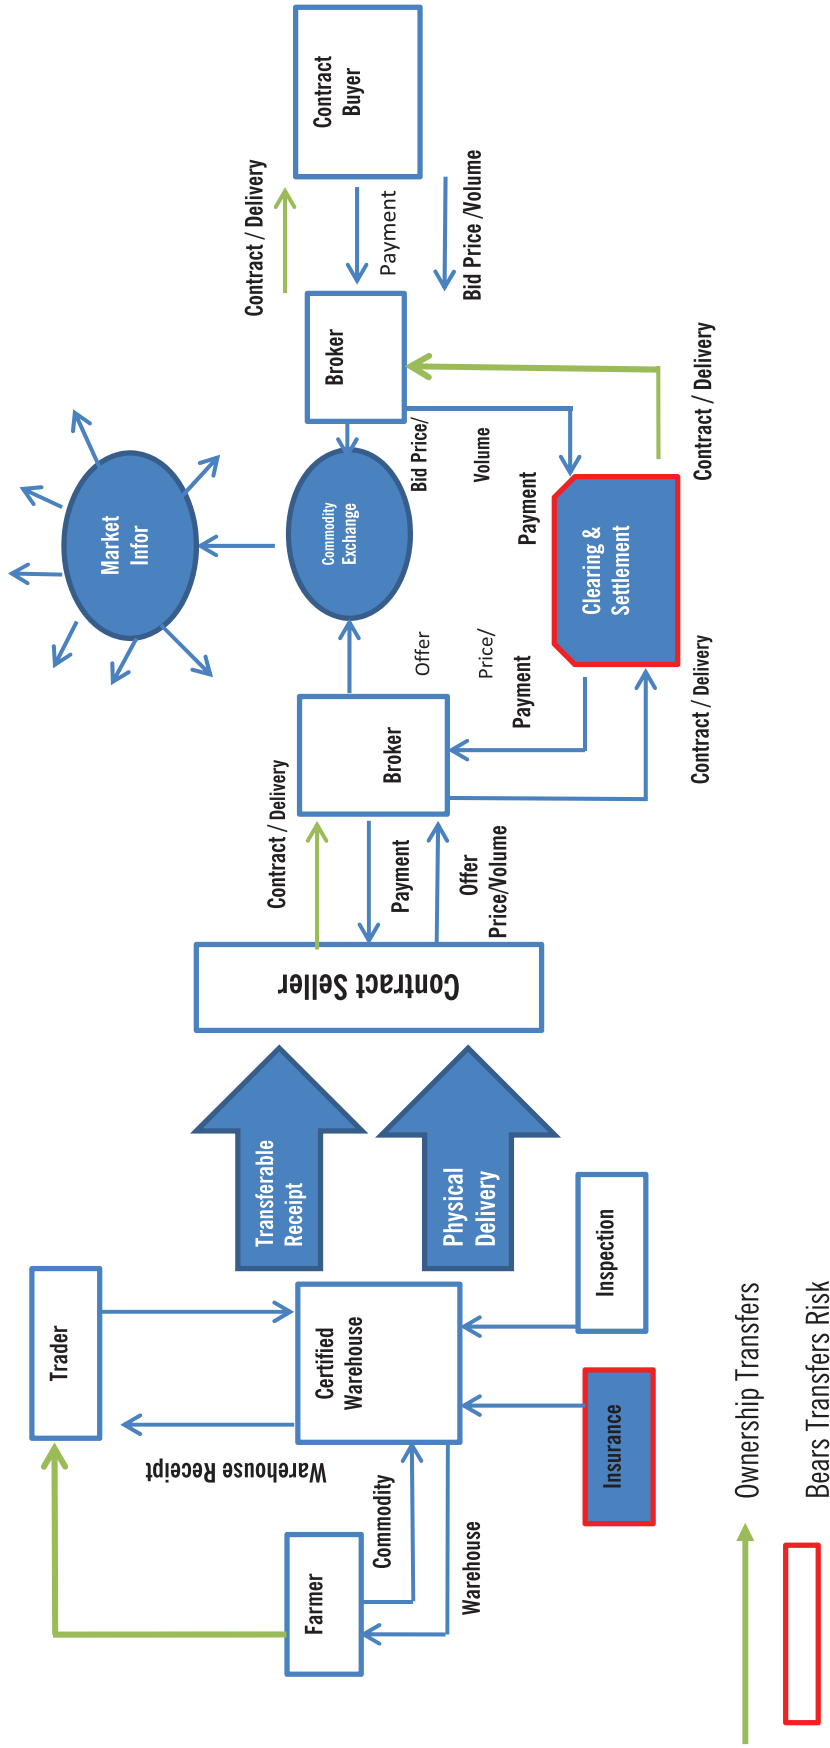 Farmer
Trader
Warehouse Receipt
Commodity
Warehouse
Certified
Warehouse
Insurance
Inspection
Transferable
Receipt
Physical
Delivery
Contract Seller
Contract / Delivery
Payment
Offer
Price/Volume
Broker
Offer
Price/
Payment
Contract / Delivery
Market
Infor
Commodity
Exchange
Clearing &
Settlement
Payment
Bid Price/
Volume
Broker
Contract / Delivery
Contract / Delivery
Payment
Bid Price /Volume
Contract
Buyer
Ownership Transfers
Bears Transfers Risk